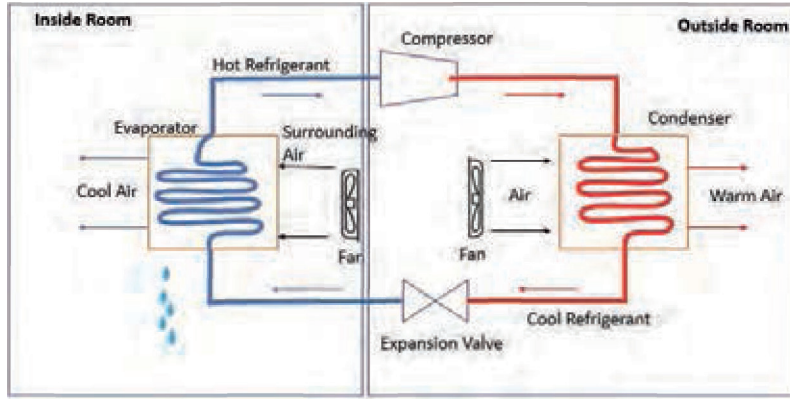 Inside Room
Outside Room
Compressor
Hot Refrigerant
Evaporator
Surrounding
Air
Condenser
Cool Air
Air
Warm Air
Fan
Fan
Cool Refrigerant
Expansion Valve